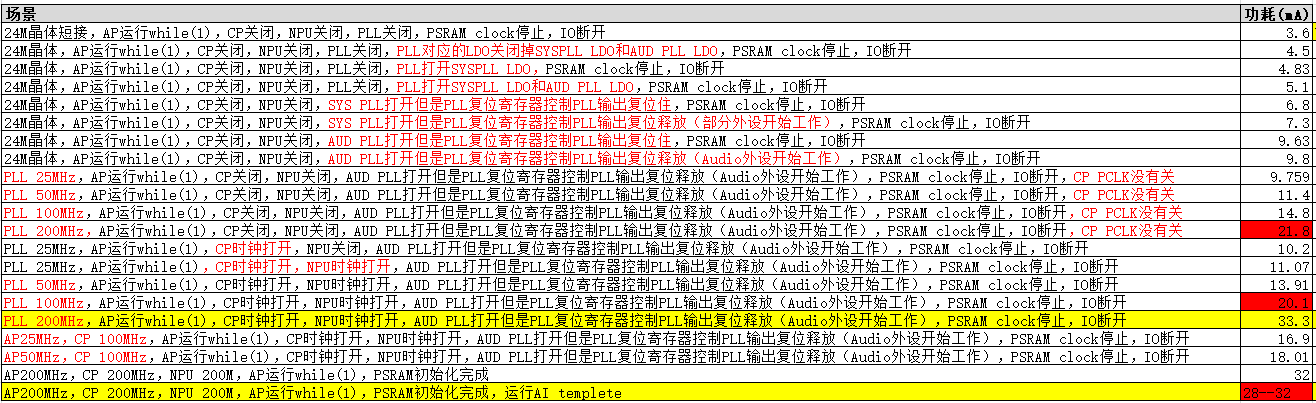 场景 功耗(mA)
24M晶体短接，AP运行while(1)，CP关闭，NPU关闭，PLL关闭，PSRAM clock停止，IO断开 3.6
24M晶体，AP运行while(1)，CP关闭，NPU关闭，PLL关闭，PLL对应的LDO关闭掉SYSPLL LDO和AUD PLL LDO，PSRAM clock停止，IO断开 4.5
24M晶体，AP运行while(1)，CP关闭，NPU关闭，PLL关闭，PLL打开SYSPLL LDO，PSRAM clock停止，IO断开 4.83
24M晶体，AP运行while(1)，CP关闭，NPU关闭，PLL关闭，PLL打开SYSPLL LDO和AUD PLL LDO，PSRAM clock停止，IO断开 5.1
24M晶体，AP运行while(1)，CP关闭，NPU关闭，SYS PLL打开但是PLL复位寄存器控制PLL输出复位住，PSRAM clock停止，IO断开 6.8
24M晶体，AP运行while(1)，CP关闭，NPU关闭，SYS PLL打开但是PLL复位寄存器控制PLL输出复位释放（部分外设开始工作），PSRAM clock停止，IO断开 7.3
24M晶体，AP运行while(1)，CP关闭，NPU关闭，AUD PLL打开但是PLL复位寄存器控制PLL输出复位住，PSRAM clock停止，IO断开 9.63
24M晶体，AP运行while(1)，CP关闭，NPU关闭，AUD PLL打开但是PLL复位寄存器控制PLL输出复位释放（Audio外设开始工作），PSRAM clock停止，IO断开 9.8
PLL 25MHz，AP运行while(1)，CP关闭，NPU关闭，AUD PLL打开但是PLL复位寄存器控制PLL输出复位释放（Audio外设开始工作），PSRAM clock停止，IO断开，CP PCLK没有关 9.759
PLL 50MHz，AP运行while(1)，CP关闭，NPU关闭，AUD PLL打开但是PLL复位寄存器控制PLL输出复位释放（Audio外设开始工作），PSRAM clock停止，IO断开，CP PCLK没有关 11.4
PLL 100MHz，AP运行while(1)，CP关闭，NPU关闭，AUD PLL打开但是PLL复位寄存器控制PLL输出复位释放（Audio外设开始工作），PSRAM clock停止，IO断开，CP PCLK没有关 14.8
PLL 200MHz，AP运行while(1)，CP关闭，NPU关闭，AUD PLL打开但是PLL复位寄存器控制PLL输出复位释放（Audio外设开始工作），PSRAM clock停止，IO断开，CP PCLK没有关 21.8
PLL 25MHz，AP运行while(1)，CP时钟打开，NPU关闭，AUD PLL打开但是PLL复位寄存器控制PLL输出复位释放（Audio外设开始工作），PSRAM clock停止，IO断开 10.2
PLL 25MHz，AP运行while(1)，CP时钟打开，NPU时钟打开，AUD PLL打开但是PLL复位寄存器控制PLL输出复位释放（Audio外设开始工作），PSRAM clock停止，IO断开 11.07
PLL 50MHz，AP运行while(1)，CP时钟打开，NPU时钟打开，AUD PLL打开但是PLL复位寄存器控制PLL输出复位释放（Audio外设开始工作），PSRAM clock停止，IO断开 13.91
PLL 100MHz，AP运行while(1)，CP时钟打开，NPU时钟打开，AUD PLL打开但是PLL复位寄存器控制PLL输出复位释放（Audio外设开始工作），PSRAM clock停止，IO断开 20.1
PLL 200MHz，AP运行while(1)，CP时钟打开，NPU时钟打开，AUD PLL打开但是PLL复位寄存器控制PLL输出复位释放（Audio外设开始工作），PSRAM clock停止，IO断开 33.3
AP25MHz，CP 100MHz，AP运行while(1)，CP时钟打开，NPU时钟打开，AUD PLL打开但是PLL复位寄存器控制PLL输出复位释放（Audio外设开始工作），PSRAM clock停止，IO断开 16.9
AP50MHz，CP 100MHz，AP运行while(1)，CP时钟打开，NPU时钟打开，AUD PLL打开但是PLL复位寄存器控制PLL输出复位释放（Audio外设开始工作），PSRAM clock停止，IO断开 18.01
AP200MHz，CP 200MHz，NPU 200M，AP运行while(1)，PSRAM初始化完成 32
AP200MHz，CP 200MHz，NPU 200M，AP运行while(1)，PSRAM初始化完成，运行AI templete 28--32